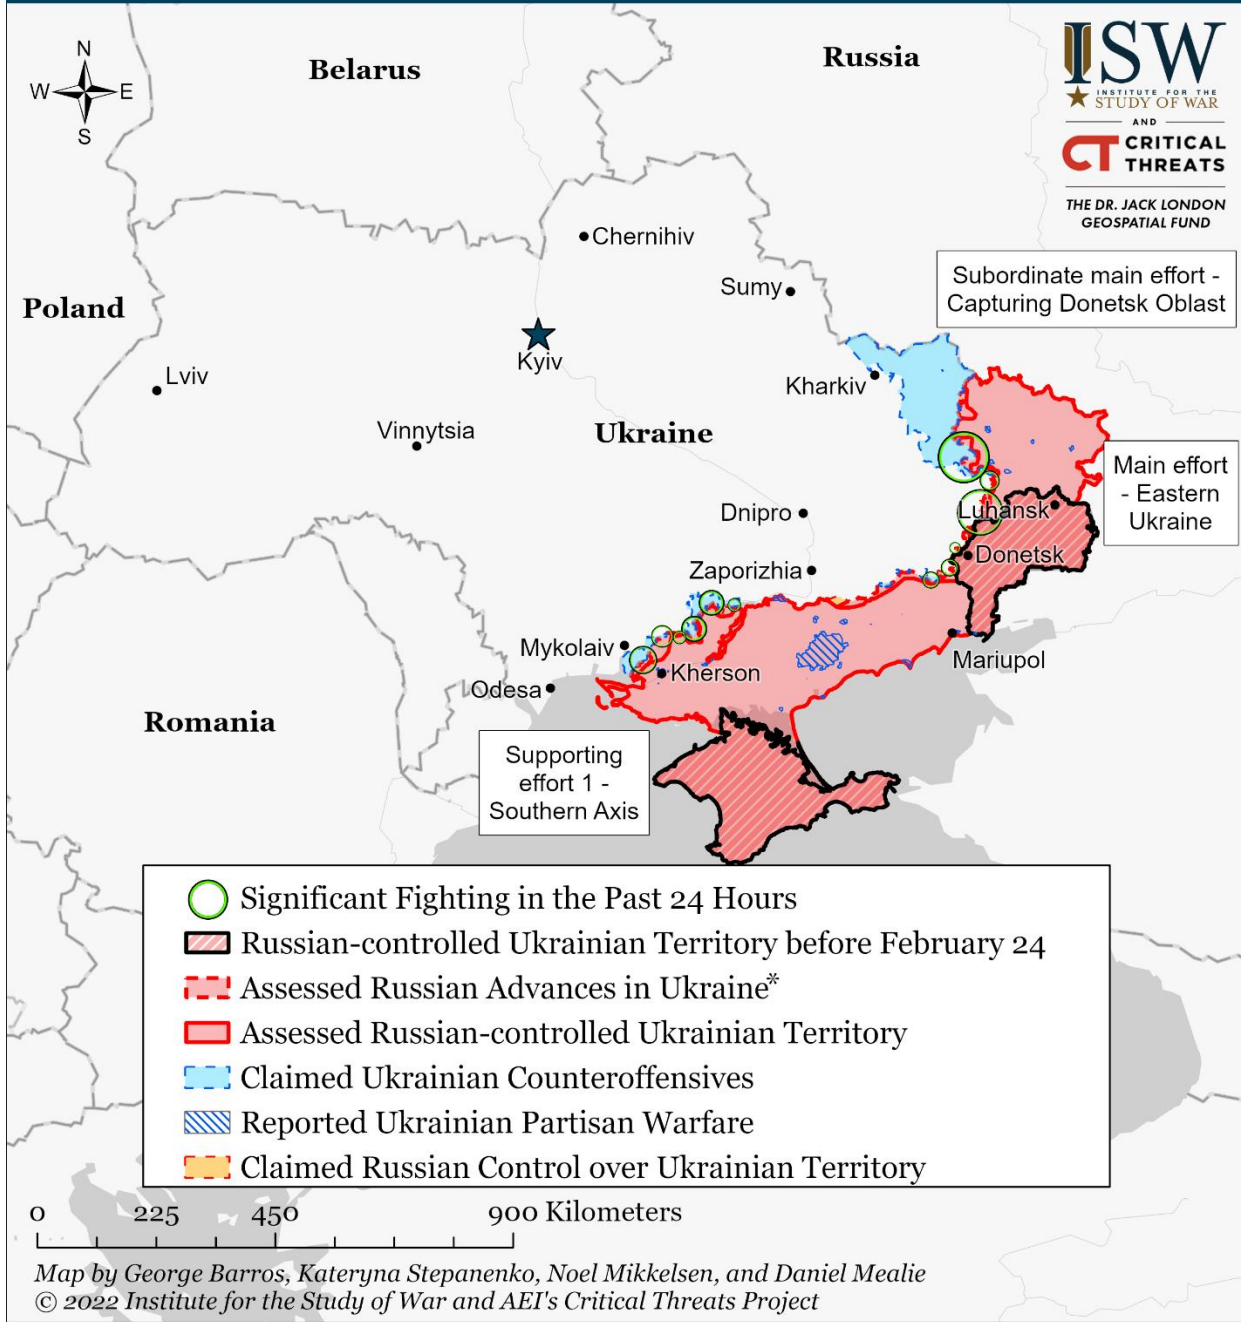 N
W
E
S
Belarus
Russia
ISW
INSTITUTE FOR THE
STUDY OF WAR
AND
CT CRITICAL
THREATS
THE DR. JACK LONDON
GEOSPATIAL FUND
Chernihiv
Sumy
Subordinate main effort -
Capturing Donetsk Oblast
Poland
Kyiv
Lviv
Kharkiv
Vinnytsia
Ukraine
Main effort
- Eastern
Ukraine
Dnipro
Luhansk
Donetsk
Zaporizhia
Mykolaiv
Mariupol
Kherson
Odesa
Romania
Supporting
effort 1 -
Southern Axis
Significant Fighting in the Past 24 Hours
Russian-controlled Ukrainian Territory before February 24
Assessed Russian Advances in Ukraine*
Assessed Russian-controlled Ukrainian Territory
Claimed Ukrainian Counteroffensives
Reported Ukrainian Partisan Warfare
Claimed Russian Control over Ukrainian Territory
0 225 450 900 Kilometers
Map by George Barros, Kateryna Stepanenko, Noel Mikkelsen, and Daniel Mealie
© 2022 Institute for the Study of War and AEI's Critical Threats Project